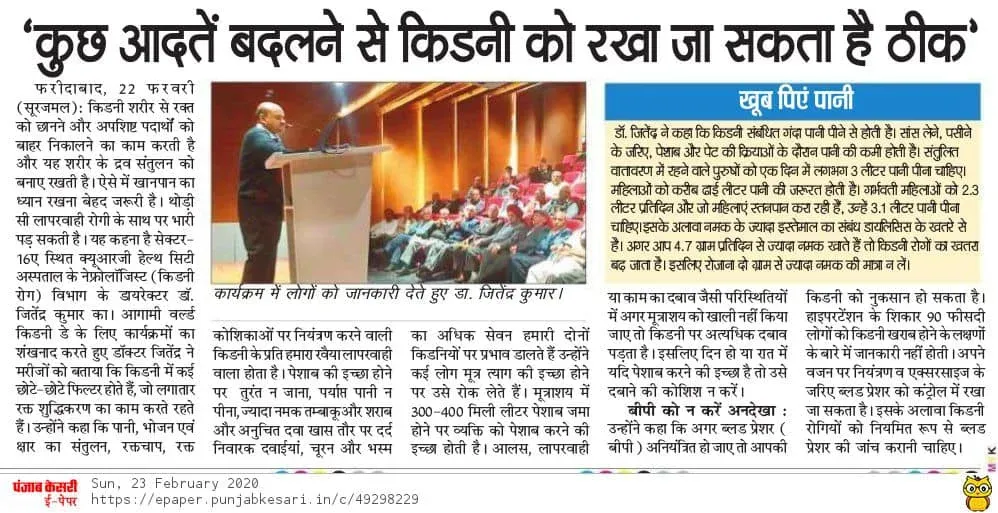 ‘कुछ आदतें बदलने से किडनी को रखा जा सकता है ठीक‘
फरीदाबाद, 22 फरवरी
(सूरजमल): किडनी शरीर से रक्त
को छानने और अपशिष्ट पदार्थों को
बाहर निकालने का काम करती है
और यह शरीर के द्रव संतुलन को
बनाए रखती है। ऐसे में खानपान का
ध्यान रखना बेहद जरूरी है। थोड़ी
सी लापरवाही रोगी के साथ पर भारी
पड़ सकती है। यह कहना है सेक्टर-
16ए स्थित क्यूआरजी हेल्थ सिटी
अस्पताल के नेफ्रोलॉजिस्ट (किडनी
रोग) विभाग के डायरेक्टर डॉ.
जितेंद्र कुमार का। आगामी वर्ल्ड
किडनी डे के लिए कार्यक्रमों का
शंखनाद करते हुए डॉक्टर जितेंद्र ने
मरीजों को बताया कि किडनी में कई
छोटे-छोटे फिल्टर होते हैं, जो लगातार
रक्त शुद्धिकरण का काम करते रहते
हैं। उन्होंने कहा कि पानी, भोजन एवं
क्षार का संतुलन, रक्तचाप, रक्त
कार्यक्रम में लोगों को जानकारी देते हुए डा. जितेंद्र कुमार।
कोशिकाओं पर नियंत्रण करने वाली
किडनी के प्रति हमारा रवैया लापरवाही
वाला होता है। पेशाब की इच्छा होने
पर तुरंत न जाना, पर्याप्त पानी न
पीना, ज्यादा नमक तम्बाकू और शराब
और अनुचित दवा खास तौर पर दर्द
निवारक दवाईयां, चूरन और भस्म
का अधिक सेवन हमारी दोनों
किडनियों पर प्रभाव डालते हैं उन्होंने
कई लोग मूत्र त्याग की इच्छा होने
पर उसे रोक लेते हैं। मूत्राशय में
300-400 मिली लीटर पेशाब जमा
होने पर व्यक्ति को पेशाब करने की
इच्छा होती है। आलस, लापरवाही
खूब पिएं पानी
डॉ. जितेंद्र ने कहा कि किडनी संबंधित गंदा पानी पीने से होती है। सांस लेने, पसीने
के जरिए, पेशाब और पेट की क्रियाओं के दौरान पानी की कमी होती है। संतुलित
वातावरण में रहने वाले पुरुषों को एक दिन में लगभग 3 लीटर पानी पीना चाहिए।
महिलाओं को करीब ढाई लीटर पानी की जरूरत होती है। गर्भवती महिलाओं को 2.3
लीटर प्रतिदिन और जो महिलाएं स्तनपान करा रही हैं, उन्हें 3.1 लीटर पानी पीना
चाहिए।इसके अलावा नमक के ज्यादा इस्तेमाल का संबंध डायलिसिस के खतरे से
है। अगर आप 4.7 ग्राम प्रतिदिन से ज्यादा नमक खाते हैं तो किडनी रोगों का खतरा
बढ़ जाता है। इसलिए रोजाना दो ग्राम से ज्यादा नमक की मात्रा न लें।
या काम का दबाव जैसी परिस्थितियों
में अगर मूत्राशय को खाली नहीं किया
जाए तो किडनी पर अत्यधिक दबाव
पड़ता है। इसलिए दिन हो या रात में
यदि पेशाब करने की इच्छा है तो उसे
दबाने की कोशिश न करें।
बीपी को न करें अनदेखा :
उन्होंने कहा कि अगर ब्लड प्रेशर (
बीपी ) अनियंत्रित हो जाए तो आपकी
किडनी को नुकसान हो सकता है।
हाइपरटेंशन के शिकार 90 फीसदी
लोगों को किडनी खराब होने के लक्षणों
के बारे में जानकारी नहीं होती। अपने
वजन पर नियंत्रण व एक्सरसाइज के
जरिए ब्लड प्रेशर को कंट्रोल में रखा
जा सकता है। इसके अलावा किडनी
रोगियों को नियमित रूप से ब्लड
प्रेशर की जांच करानी चाहिए।
पंजाब केसरी
ई-पेपर
Sun, 23 February 2020
https://epaper.punjabkesari.in/c/49298229